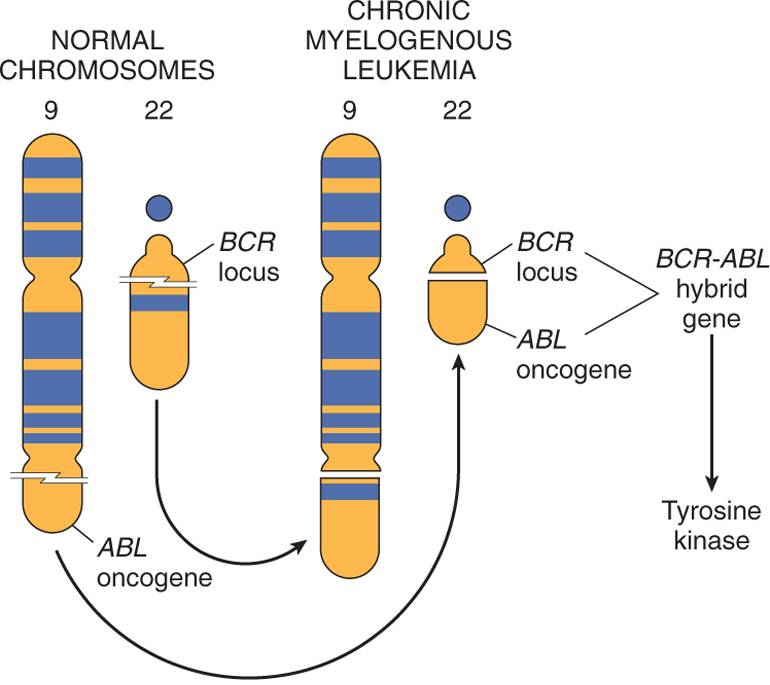 NORMAL
CHROMOSOMES
9
22
CHRONIC
MYELOGENOUS
LEUKEMIA
9
22
BCR
locus
ABL
oncogene
BCR
locus
ABL
oncogene
BCR-ABL
hybrid
gene
Tyrosine
kinase